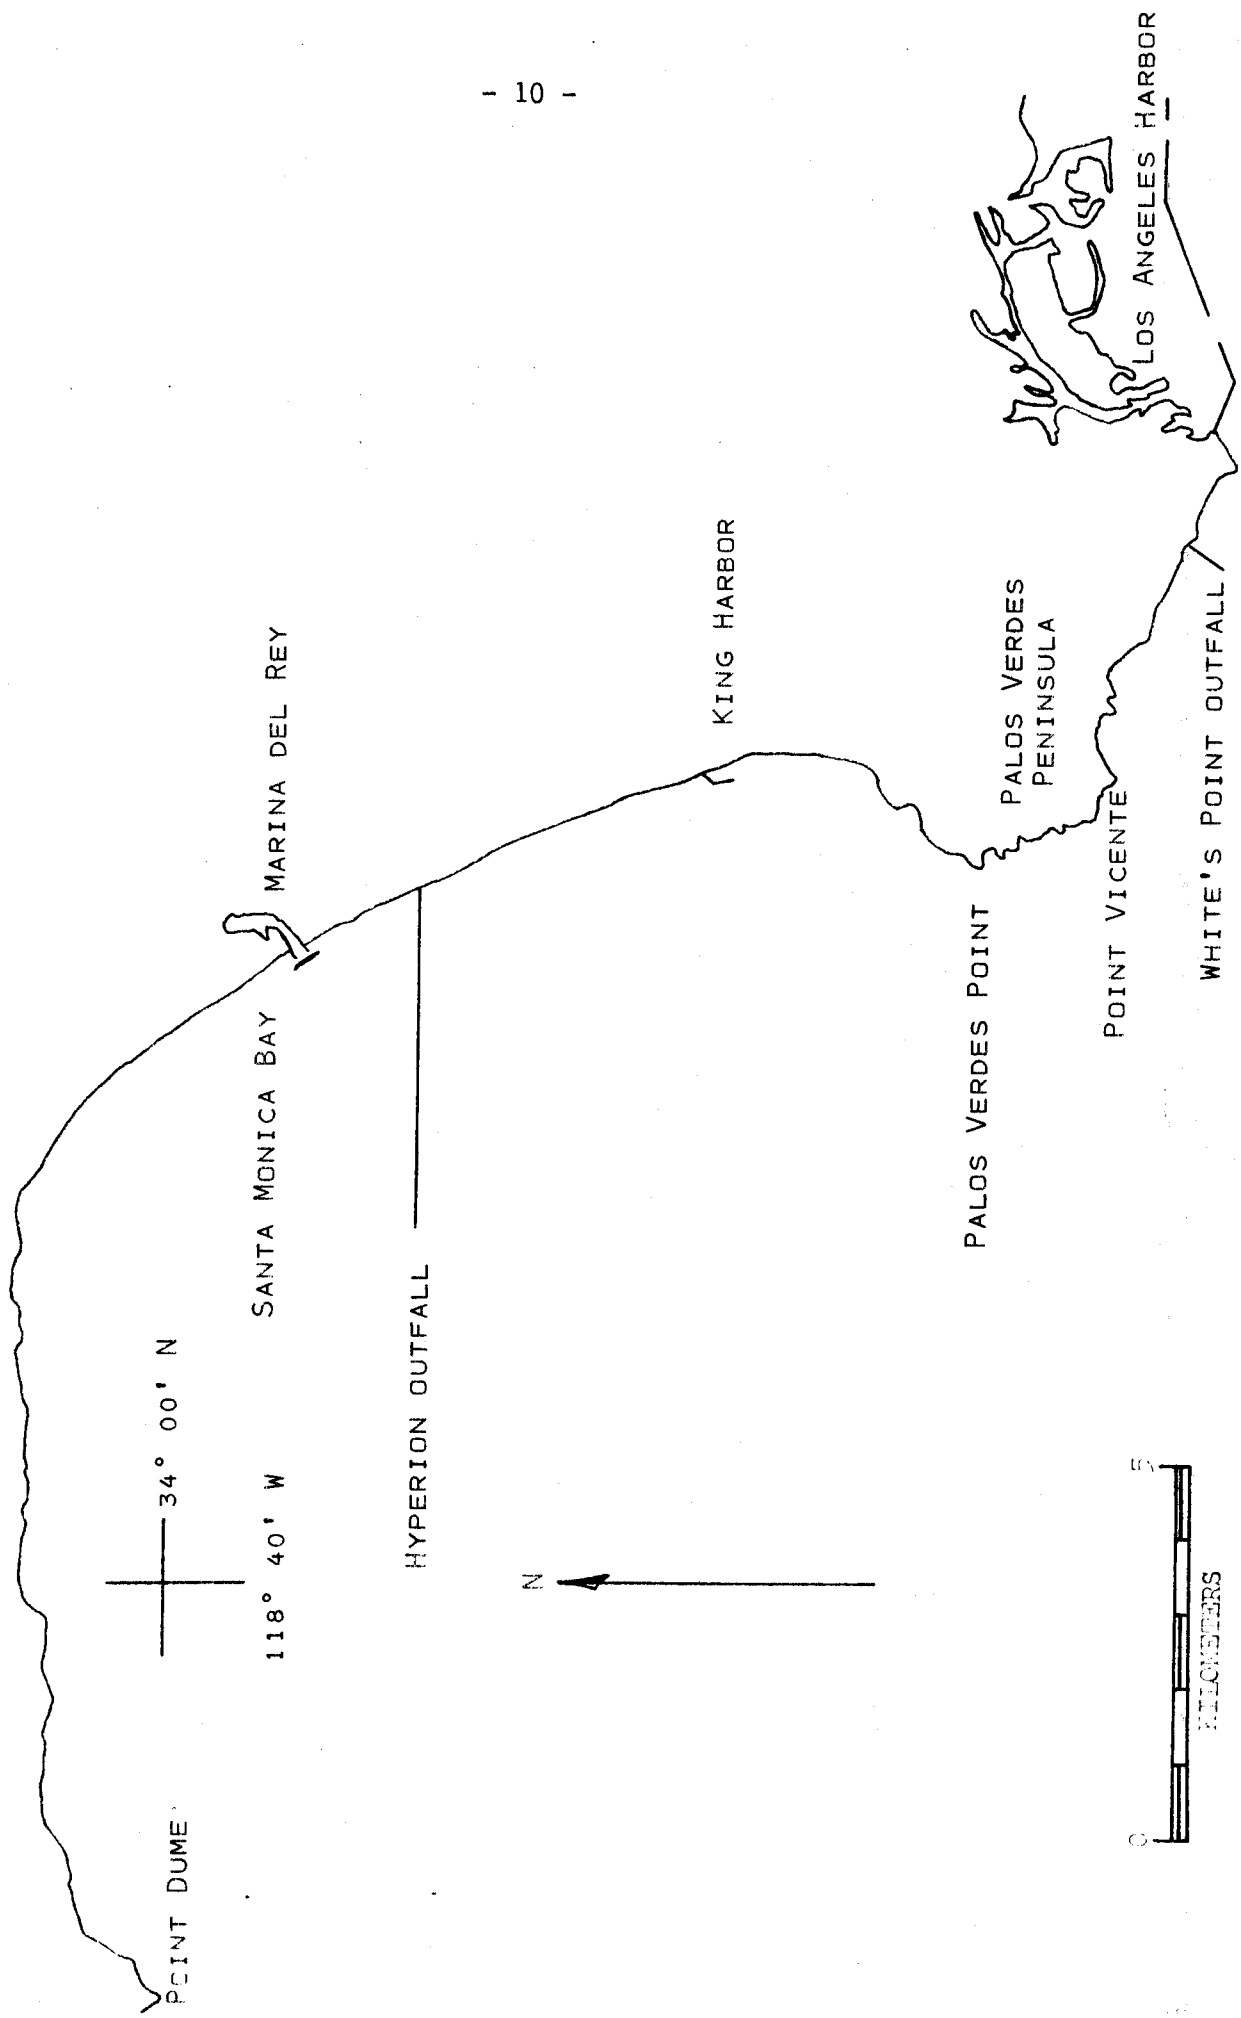 - 10 -
POINT DUME
34° 00' N
118° 40' W
SANTA MONICA BAY
MARINA DEL REY
HYPERION OUTFALL
N
KING HARBOR
PALOS VERDES POINT
PALOS VERDES
PENINSULA
POINT VICENTE
WHITE'S POINT OUTFALL
LOS ANGELES HARBOR
0
5
KILOMETERS